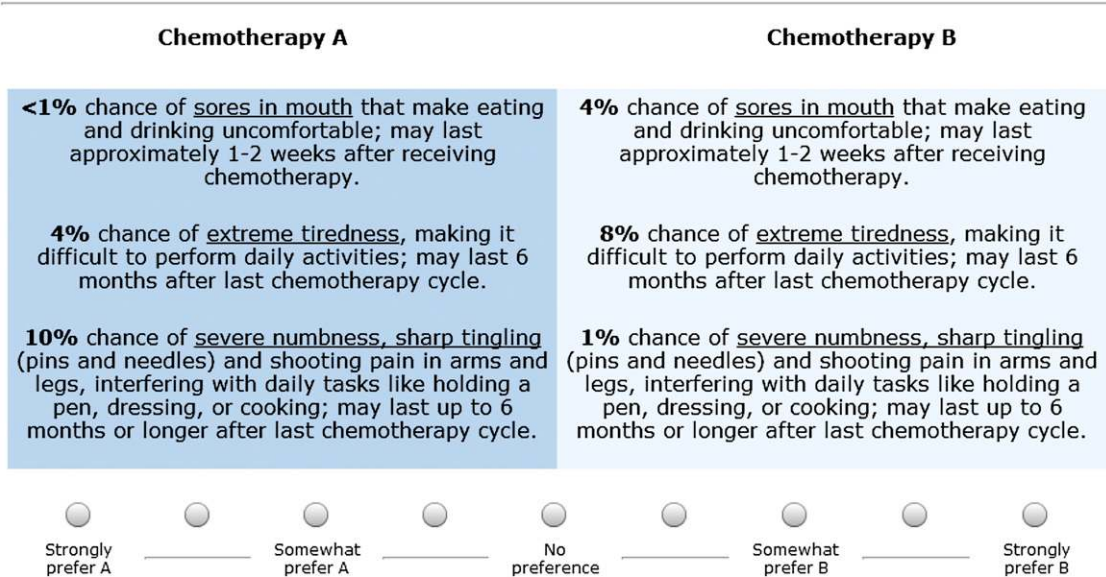 Chemotherapy A
Chemotherapy B
<1% chance of sores in mouth that make eating
and drinking uncomfortable; may last
approximately 1-2 weeks after receiving
chemotherapy.
4% chance of extreme tiredness, making it
difficult to perform daily activities; may last 6
months after last chemotherapy cycle.
10% chance of severe numbness, sharp tingling
(pins and needles) and shooting pain in arms and
legs, interfering with daily tasks like holding a
pen, dressing, or cooking; may last up to 6
months or longer after last chemotherapy cycle.
4% chance of sores in mouth that make eating
and drinking uncomfortable; may last
approximately 1-2 weeks after receiving
chemotherapy.
8% chance of extreme tiredness, making it
difficult to perform daily activities; may last 6
months after last chemotherapy cycle.
1% chance of severe numbness, sharp tingling
(pins and needles) and shooting pain in arms and
legs, interfering with daily tasks like holding a
pen, dressing, or cooking; may last up to 6
months or longer after last chemotherapy cycle.
Strongly
prefer A
Somewhat
prefer A
No
preference
Somewhat
prefer B
Strongly
prefer B